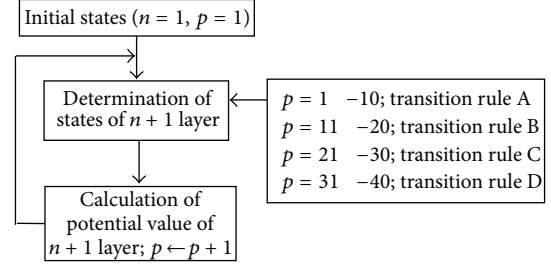 Initial states (n = 1, p = 1)
Determination of
states of n + 1 layer
p = 1 −10; transition rule A
p = 11 −20; transition rule B
p = 21 −30; transition rule C
p = 31 −40; transition rule D
Calculation of
potential value of
n + 1 layer; p ← p + 1